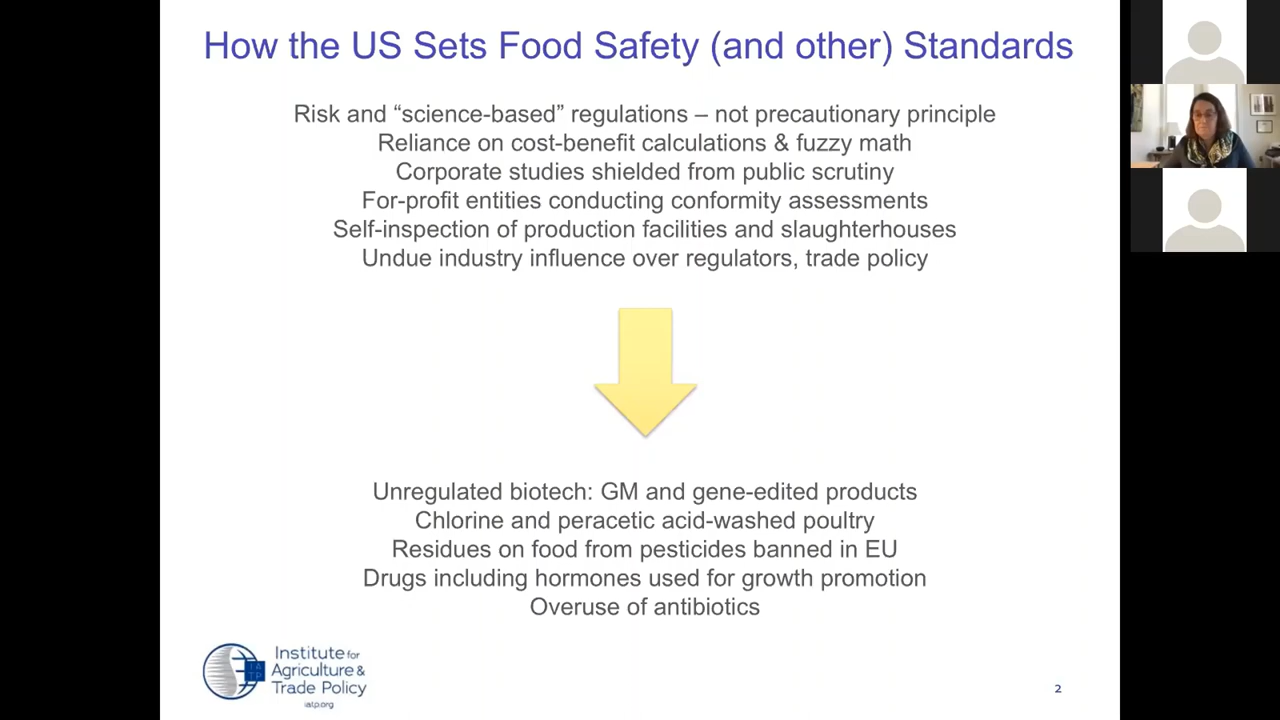 How the US Sets Food Safety (and other) Standards
Risk and “science-based” regulations – not precautionary principle
Reliance on cost-benefit calculations & fuzzy math
Corporate studies shielded from public scrutiny
For-profit entities conducting conformity assessments
Self-inspection of production facilities and slaughterhouses
Undue industry influence over regulators, trade policy
Unregulated biotech: GM and gene-edited products
Chlorine and peracetic acid-washed poultry
Residues on food from pesticides banned in EU
Drugs including hormones used for growth promotion
Overuse of antibiotics
IA
TP
Institute for
Agriculture &
Trade Policy
iatp.org
2